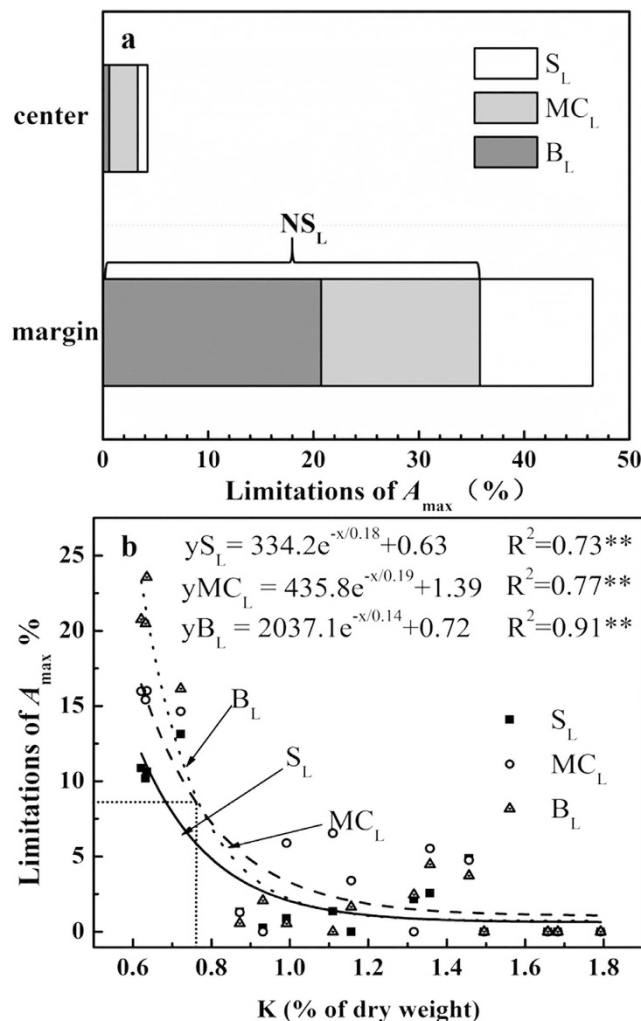 a
center
S_L
MC_L
B_L
NS_L
margin
0 10 20 30 40 50
Limitations of A_max (%)
b
yS_L = 334.2e^{-x/0.18}+0.63 R^2=0.73**
yMC_L = 435.8e^{-x/0.19}+1.39 R^2=0.77**
yB_L = 2037.1e^{-x/0.14}+0.72 R^2=0.91**
25
20
15
10
5
0
B_L
S_L
MC_L
S_L
MC_L
B_L
Limitations of A_max %
0.6 0.8 1.0 1.2 1.4 1.6 1.8
K (% of dry weight)